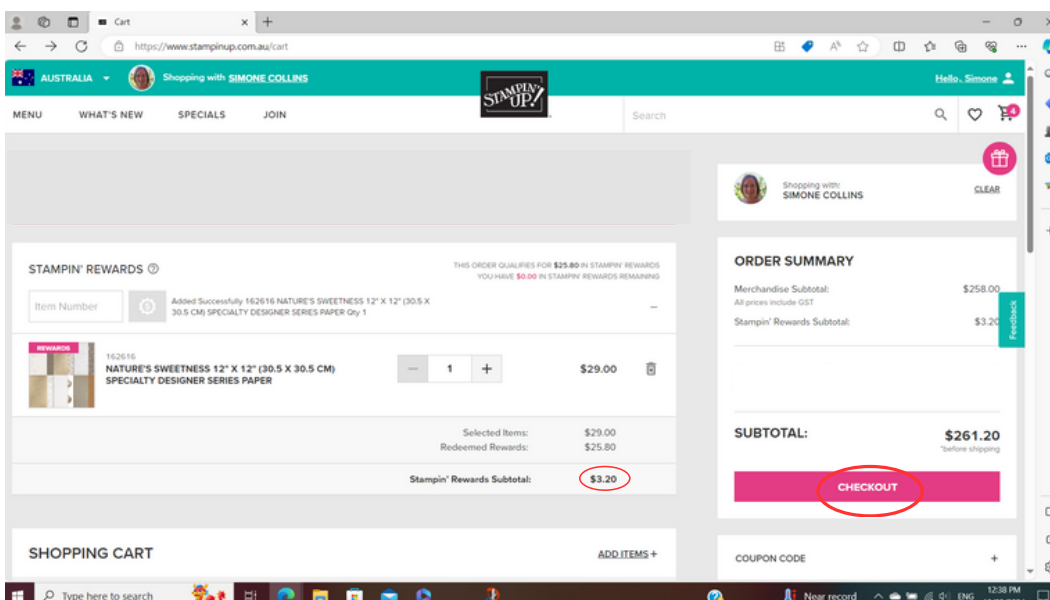 Cart
https://www.stampinup.com.au/cart
AUSTRALIA
Shopping with SIMONE COLLINS
STAMPIN' UP!
Hello, Simone
MENU
WHAT'S NEW
SPECIALS
JOIN
Search
4
Shopping with:
SIMONE COLLINS
CLEAR
STAMPIN' REWARDS
THIS ORDER QUALIFIES FOR $25.80 IN STAMPIN' REWARDS
YOU HAVE $0.00 IN STAMPIN' REWARDS REMAINING
Item Number
Added Successfully 162616 NATURE'S SWEETNESS 12" X 12" (30.5 X
30.5 CM) SPECIALTY DESIGNER SERIES PAPER Qty 1
REWARDS
162616
NATURE'S SWEETNESS 12" X 12" (30.5 X 30.5 CM)
SPECIALTY DESIGNER SERIES PAPER
1
$29.00
Selected Items: $29.00
Redeemed Rewards: $25.80
Stampin' Rewards Subtotal: $3.20
SHOPPING CART
ADD ITEMS +
ORDER SUMMARY
Merchandise Subtotal: $258.00
All prices include GST
Stampin' Rewards Subtotal: $3.20
Feedback
SUBTOTAL: $261.20
*before shipping
CHECKOUT
COUPON CODE
Type here to search
Near record
ENG
12:38 PM